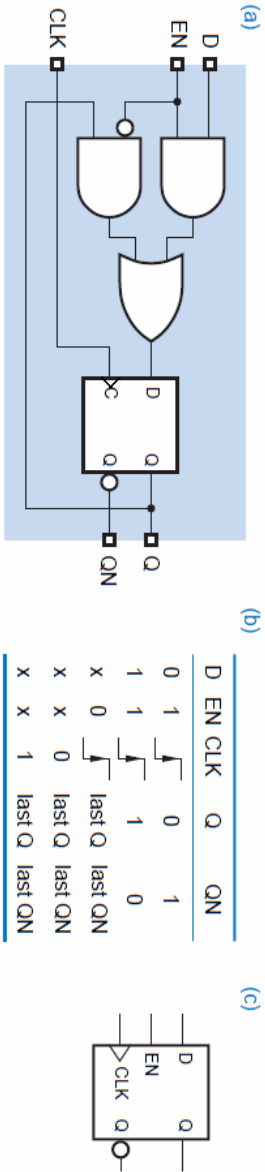 (a)
D
EN
CLK
D Q
C Q
Q
QN
(b)
D EN CLK Q QN
0 1 0 1
1 1 1 0
x 0 last Q last QN
x x 0 last Q last QN
x x 1 last Q last QN
(c)
D Q
EN
CLK Q